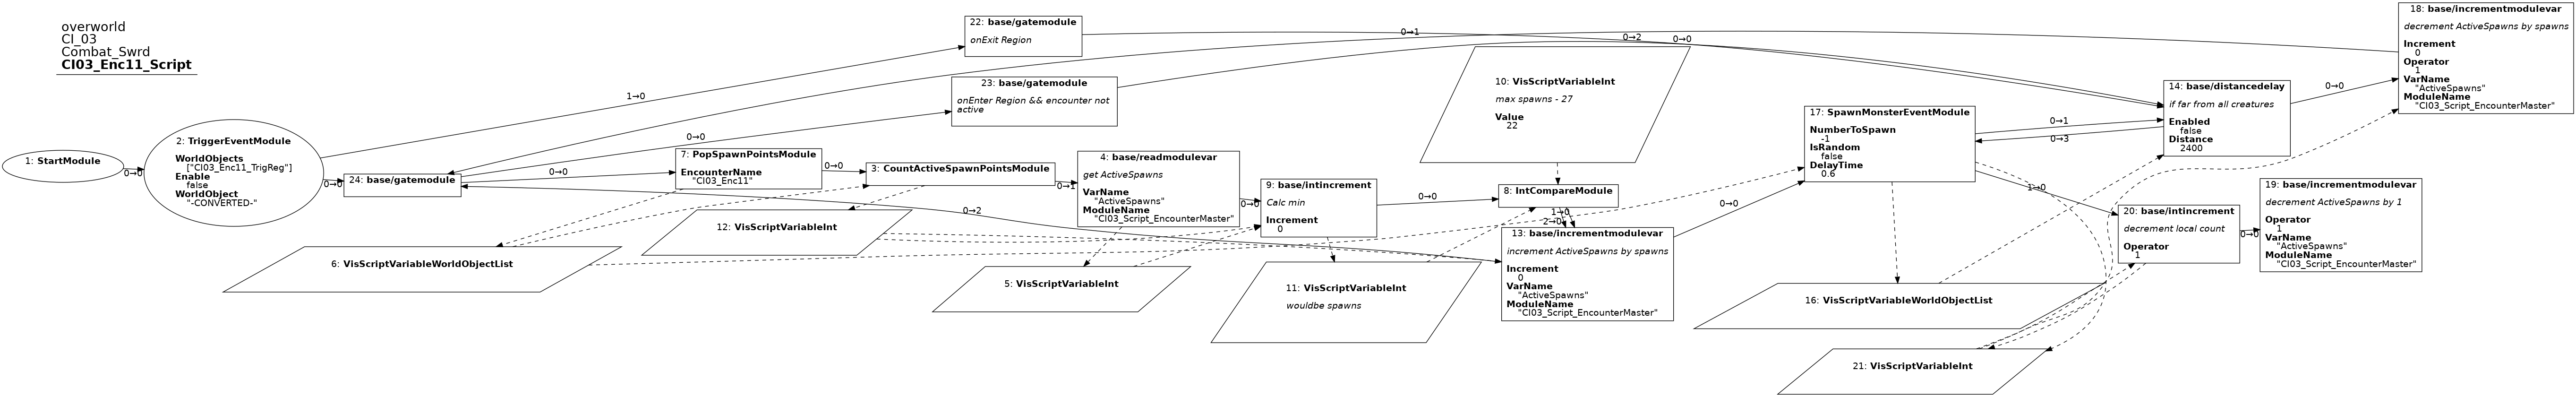 overworld
CI_03
Combat_Swrd
CI03_Enc11_Script
1: StartModule
0→0
2: TriggerEventModule
WorldObjects
["CI03_Enc11_TrigReg"]
Enable
false
WorldObject
"-CONVERTED-"
1→0
0→0
24: base/gatemodule
0→0
0→0
22: base/gatemodule
onExit Region
23: base/gatemodule
onEnter Region && encounter not
active
7: PopSpawnPointsModule
EncounterName
"CI03_Enc11"
0→0
3: CountActiveSpawnPointsModule
0→1
12: VisScriptVariableInt
6: VisScriptVariableWorldObjectList
0→2
4: base/readmodulevar
get ActiveSpawns
VarName
"ActiveSpawns"
ModuleName
"CI03_Script_EncounterMaster"
0→0
5: VisScriptVariableInt
9: base/intincrement
Calc min
Increment
0
0→0
11: VisScriptVariableInt
wouldbe spawns
0→1
10: VisScriptVariableInt
max spawns - 27
Value
22
8: IntCompareModule
1→0
2→0
13: base/incrementmodulevar
increment ActiveSpawns by spawns
Increment
0
VarName
"ActiveSpawns"
ModuleName
"CI03_Script_EncounterMaster"
0→2
0→0
0→0
17: SpawnMonsterEventModule
NumberToSpawn
-1
IsRandom
false
DelayTime
0.6
0→1
0→3
1→0
16: VisScriptVariableWorldObjectList
21: VisScriptVariableInt
14: base/distancedelay
if far from all creatures
Enabled
false
Distance
2400
0→0
20: base/intincrement
decrement local count
Operator
1
0→0
19: base/incrementmodulevar
decrement ActiveSpawns by 1
Operator
1
VarName
"ActiveSpawns"
ModuleName
"CI03_Script_EncounterMaster"
18: base/incrementmodulevar
decrement ActiveSpawns by spawns
Increment
0
Operator
1
VarName
"ActiveSpawns"
ModuleName
"CI03_Script_EncounterMaster"